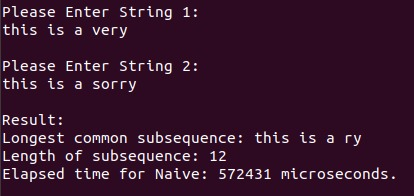 Please Enter String 1:
this is a very
Please Enter String 2:
this is a sorry
Result:
Longest common subsequence: this is a ry
Length of subsequence: 12
Elapsed time for Naive: 572431 microseconds.